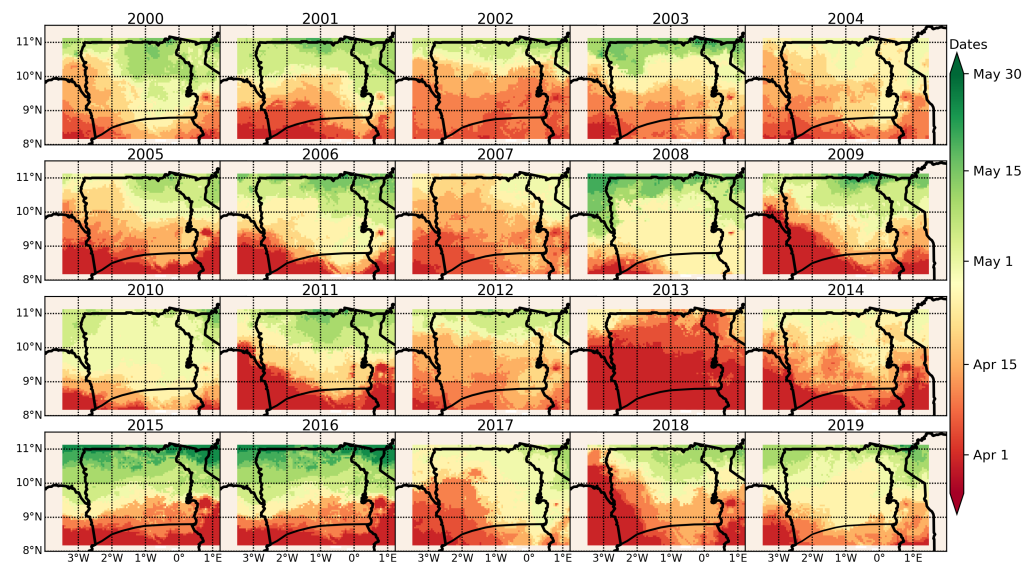 2000 2001 2002 2003 2004
Dates
11°N
10°N
9°N
8°N
May 30
2005 2006 2007 2008 2009
11°N
10°N
9°N
8°N
May 15
May 1
2010 2011 2012 2013 2014
11°N
10°N
9°N
8°N
Apr 15
2015 2016 2017 2018 2019
11°N
10°N
9°N
8°N
Apr 1
3°W 2°W 1°W 0° 1°E 3°W 2°W 1°W 0° 1°E 3°W 2°W 1°W 0° 1°E 3°W 2°W 1°W 0° 1°E 3°W 2°W 1°W 0° 1°E